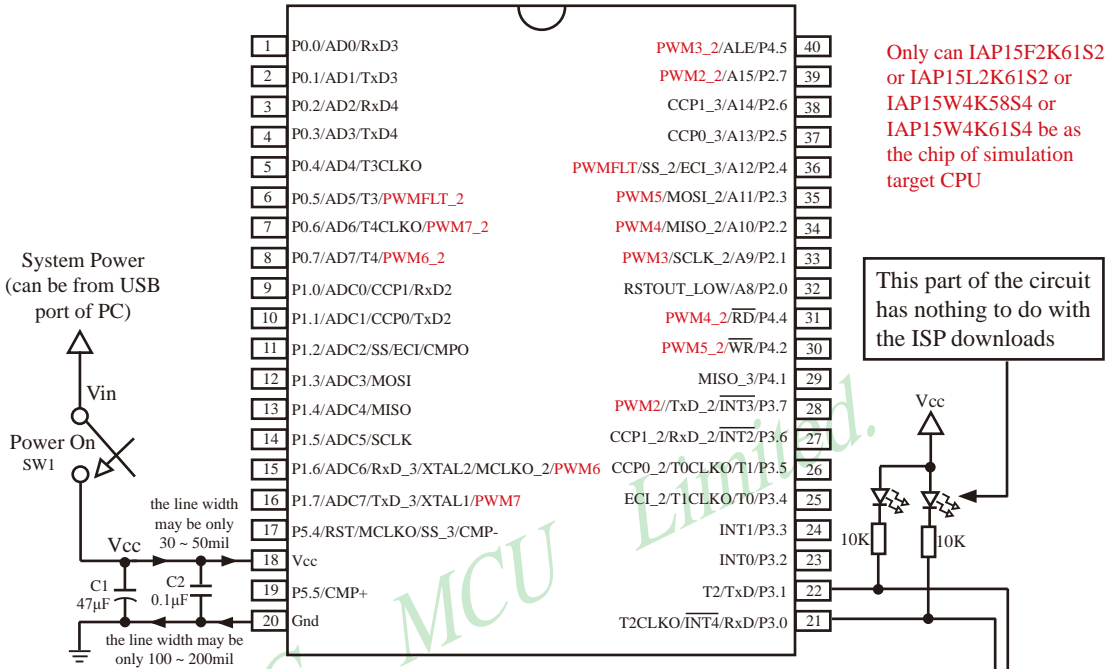 1 P0.0/AD0/RxD3
2 P0.1/AD1/TxD3
3 P0.2/AD2/RxD4
4 P0.3/AD3/TxD4
5 P0.4/AD4/T3CLKO
6 P0.5/AD5/T3/PWMFLT_2
7 P0.6/AD6/T4CLKO/PWM7_2
8 P0.7/AD7/T4/PWM6_2
9 P1.0/ADC0/CCP1/RxD2
10 P1.1/ADC1/CCP0/TxD2
11 P1.2/ADC2/SS/ECI/CMPO
12 P1.3/ADC3/MOSI
13 P1.4/ADC4/MISO
14 P1.5/ADC5/SCLK
15 P1.6/ADC6/RxD_3/XTAL2/MCLKO_2/PWM6
16 P1.7/ADC7/TxD_3/XTAL1/PWM7
17 P5.4/RST/MCLKO/SS_3/CMP-
18 Vcc
19 P5.5/CMP+
20 Gnd
PWM3_2/ALE/P4.5 40
PWM2_2/A15/P2.7 39
CCP1_3/A14/P2.6 38
CCP0_3/A13/P2.5 37
PWMFLT/SS_2/ECI_3/A12/P2.4 36
PWM5/MOSI_2/A11/P2.3 35
PWM4/MISO_2/A10/P2.2 34
PWM3/SCLK_2/A9/P2.1 33
RSTOUT_LOW/A8/P2.0 32
PWM4_2/RD/P4.4 31
PWM5_2/WR/P4.2 30
MISO_3/P4.1 29
PWM2//TxD_2/INT3/P3.7 28
CCP1_2/RxD_2/INT2/P3.6 27
CCP0_2/T0CLKO/T1/P3.5 26
ECI_2/T1CLKO/T0/P3.4 25
INT1/P3.3 24
INT0/P3.2 23
T2/TxD/P3.1 22
T2CLKO/INT4/RxD/P3.0 21
Only can IAP15F2K61S2
or IAP15L2K61S2 or
IAP15W4K58S4 or
IAP15W4K61S4 be as
the chip of simulation
target CPU
System Power
(can be from USB
port of PC)
Vin
Power On
SW1
the line width
may be only
30 ~ 50mil
Vcc
C1
47μF
C2
0.1μF
the line width may be
only 100 ~ 200mil
This part of the circuit
has nothing to do with
the ISP downloads
Vcc
10K
10K
MCU Limited.